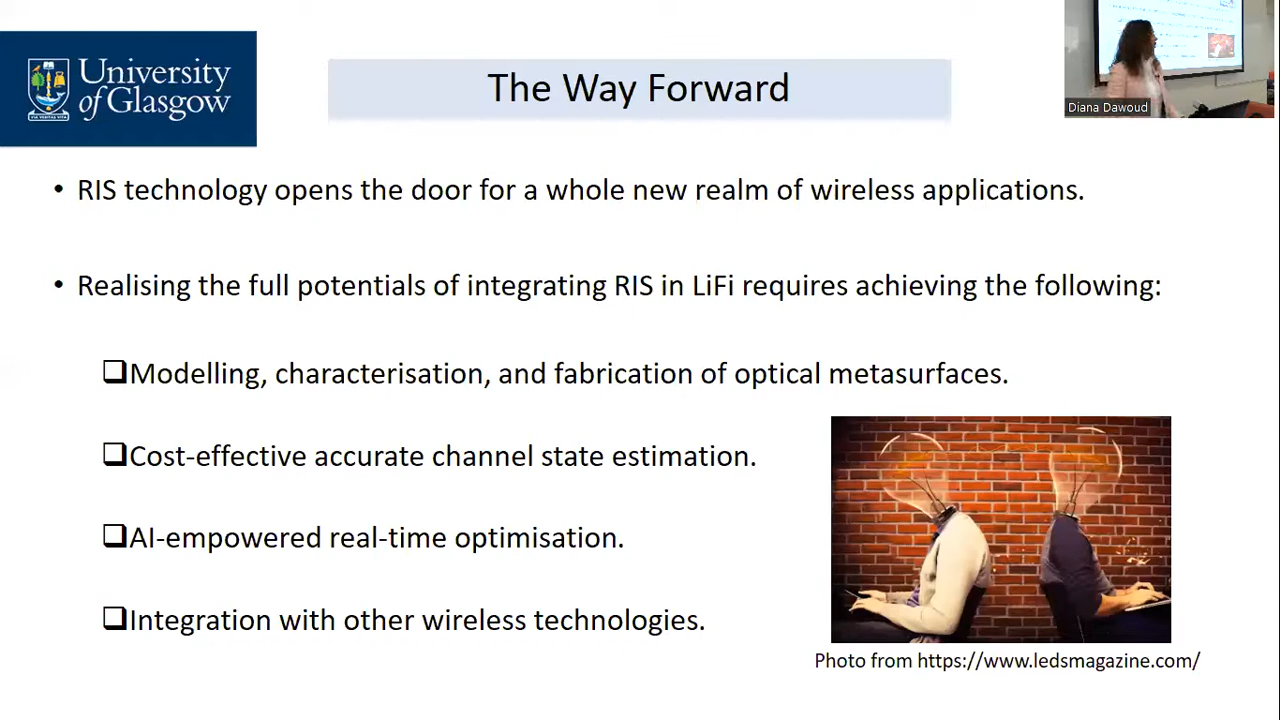 University
of Glasgow
VIA VERITAS VITA
The Way Forward
Diana Dawoud
• RIS technology opens the door for a whole new realm of wireless applications.
• Realising the full potentials of integrating RIS in LiFi requires achieving the following:
❑Modelling, characterisation, and fabrication of optical metasurfaces.
❑Cost-effective accurate channel state estimation.
❑AI-empowered real-time optimisation.
❑Integration with other wireless technologies.
Photo from https://www.ledsmagazine.com/